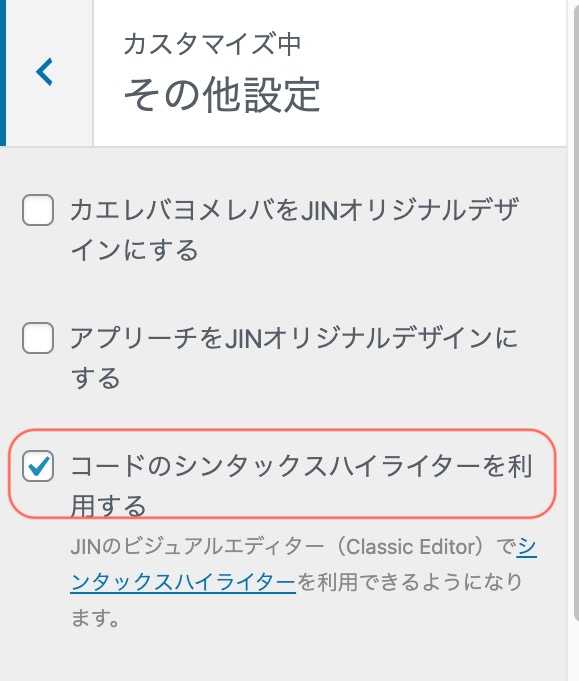 カスタマイズ中
その他設定
カエレバヨメレバをJINオリジナルデザ
インにする
アプリーチをJINオリジナルデザインに
する
コードのシンタックスハイライターを利
用する
JINのビジュアルエディター（Classic Editor）でシ
ンタックスハイライターを利用できるようになり
ます。